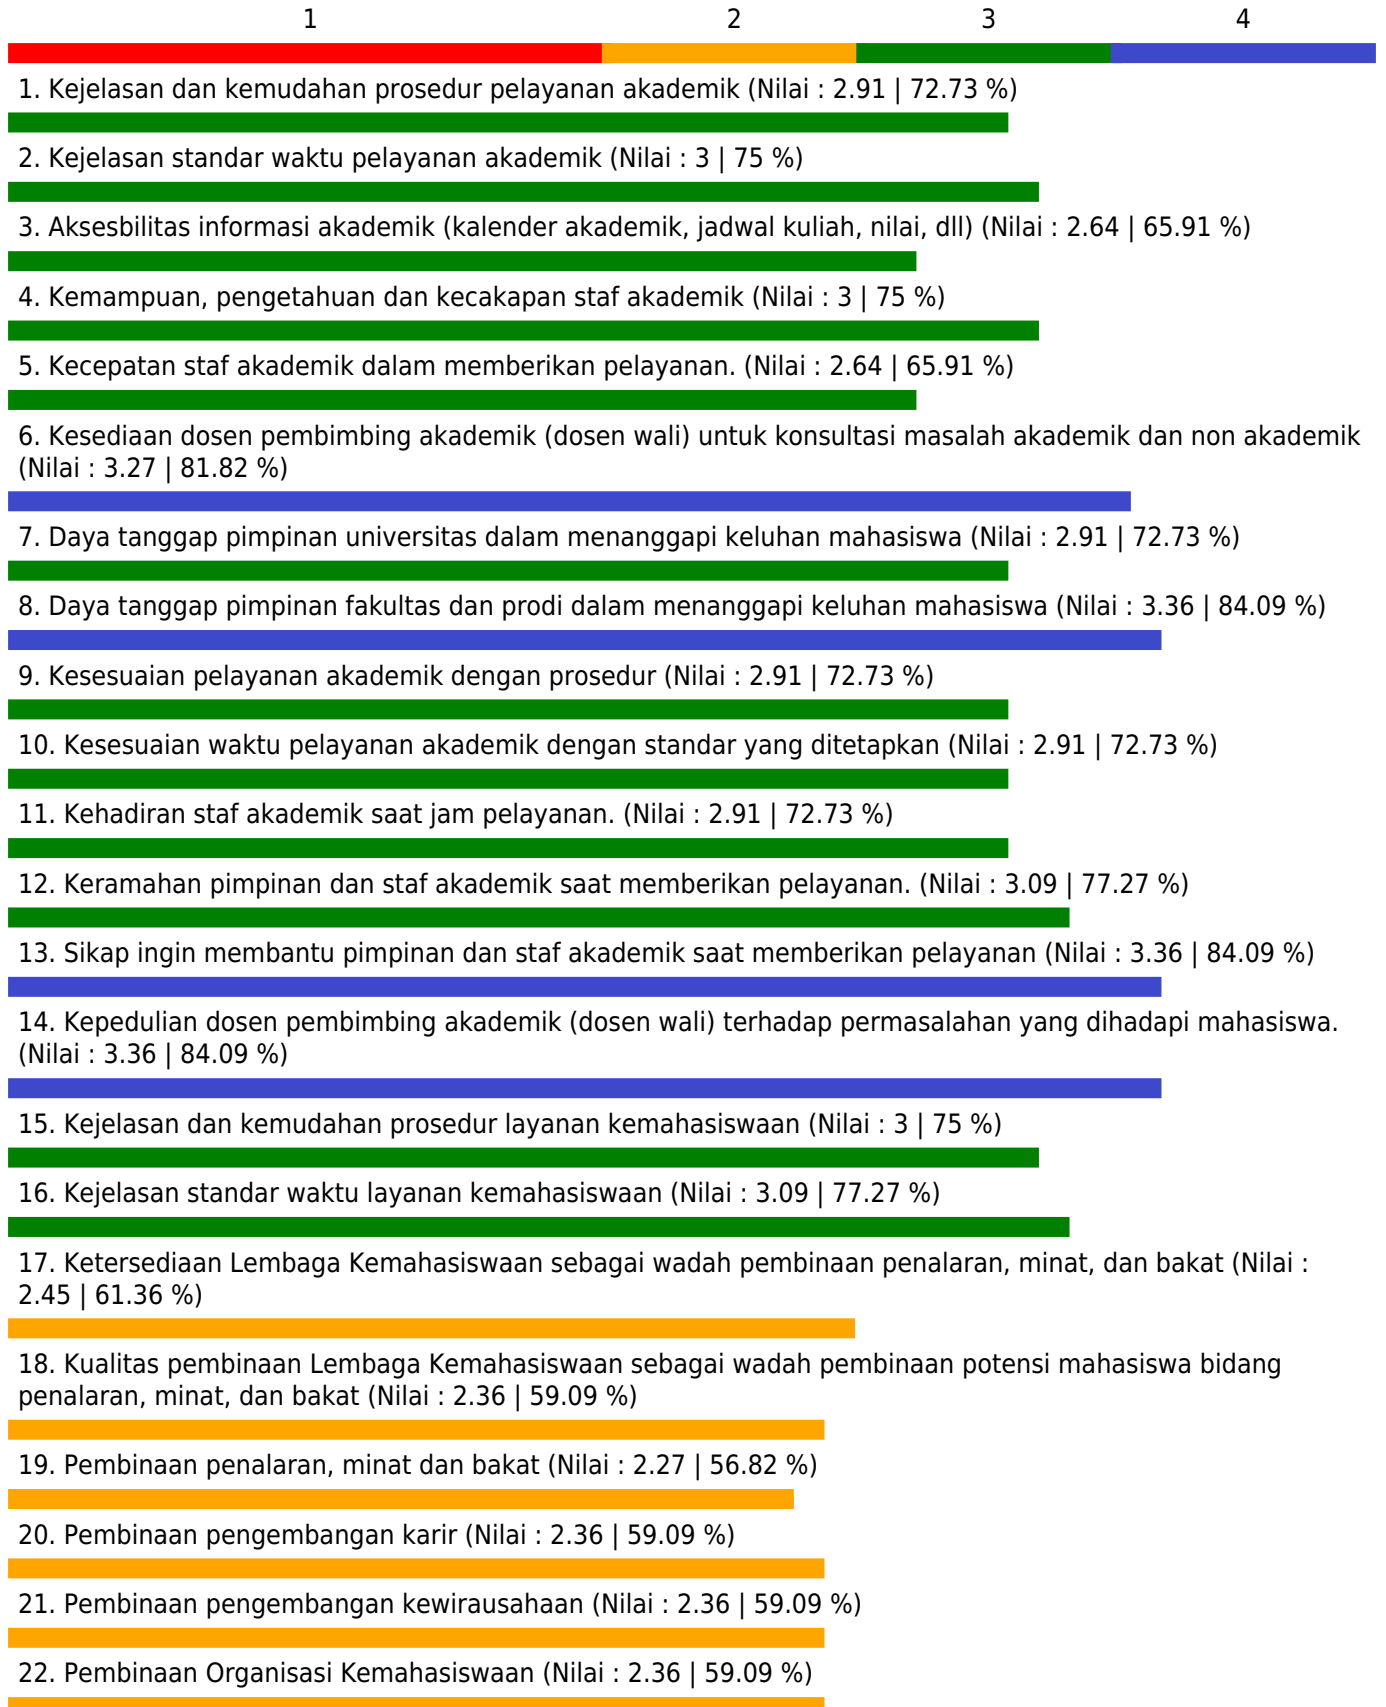 1 2 3 4
1. Kejelasan dan kemudahan prosedur pelayanan akademik (Nilai : 2.91 | 72.73 %)
2. Kejelasan standar waktu pelayanan akademik (Nilai : 3 | 75 %)
3. Aksesbilitas informasi akademik (kalender akademik, jadwal kuliah, nilai, dll) (Nilai : 2.64 | 65.91 %)
4. Kemampuan, pengetahuan dan kecakapan staf akademik (Nilai : 3 | 75 %)
5. Kecepatan staf akademik dalam memberikan pelayanan. (Nilai : 2.64 | 65.91 %)
6. Kesediaan dosen pembimbing akademik (dosen wali) untuk konsultasi masalah akademik dan non akademik
(Nilai : 3.27 | 81.82 %)
7. Daya tanggap pimpinan universitas dalam menanggapi keluhan mahasiswa (Nilai : 2.91 | 72.73 %)
8. Daya tanggap pimpinan fakultas dan prodi dalam menanggapi keluhan mahasiswa (Nilai : 3.36 | 84.09 %)
9. Kesesuaian pelayanan akademik dengan prosedur (Nilai : 2.91 | 72.73 %)
10. Kesesuaian waktu pelayanan akademik dengan standar yang ditetapkan (Nilai : 2.91 | 72.73 %)
11. Kehadiran staf akademik saat jam pelayanan. (Nilai : 2.91 | 72.73 %)
12. Keramahan pimpinan dan staf akademik saat memberikan pelayanan. (Nilai : 3.09 | 77.27 %)
13. Sikap ingin membantu pimpinan dan staf akademik saat memberikan pelayanan (Nilai : 3.36 | 84.09 %)
14. Kepedulian dosen pembimbing akademik (dosen wali) terhadap permasalahan yang dihadapi mahasiswa.
(Nilai : 3.36 | 84.09 %)
15. Kejelasan dan kemudahan prosedur layanan kemahasiswaan (Nilai : 3 | 75 %)
16. Kejelasan standar waktu layanan kemahasiswaan (Nilai : 3.09 | 77.27 %)
17. Ketersediaan Lembaga Kemahasiswaan sebagai wadah pembinaan penalaran, minat, dan bakat (Nilai :
2.45 | 61.36 %)
18. Kualitas pembinaan Lembaga Kemahasiswaan sebagai wadah pembinaan potensi mahasiswa bidang
penalaran, minat, dan bakat (Nilai : 2.36 | 59.09 %)
19. Pembinaan penalaran, minat dan bakat (Nilai : 2.27 | 56.82 %)
20. Pembinaan pengembangan karir (Nilai : 2.36 | 59.09 %)
21. Pembinaan pengembangan kewirausahaan (Nilai : 2.36 | 59.09 %)
22. Pembinaan Organisasi Kemahasiswaan (Nilai : 2.36 | 59.09 %)